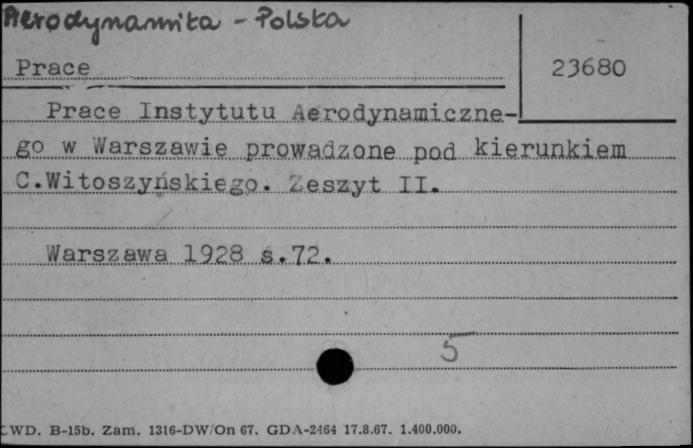 Aerodynamika - Polska
Prace
23680
Prace Instytutu Aerodynamiczne-
go w Warszawie prowadzone pod kierunkiem
C.Witoszyńskiego. Zeszyt II.
Warszawa 1928 s.72.
5
CWD. B-15b. Zam. 1316-DW/On 67. GDA-2464 17.8.67. 1.400.000.